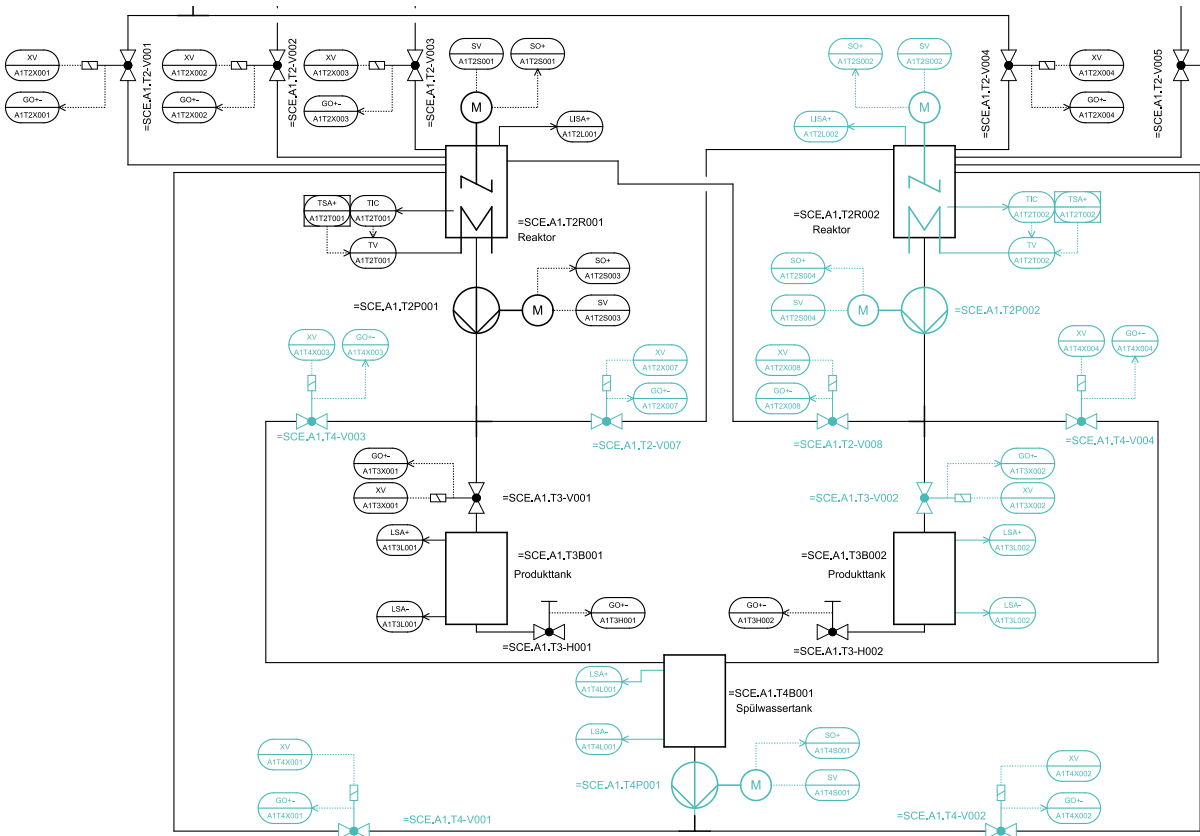 XV
A1T2X001
GO+-
A1T2X001
=SCE.A1.T2-V001
XV
A1T2X002
GO+-
A1T2X002
=SCE.A1.T2-V002
XV
A1T2X003
GO+-
A1T2X003
=SCE.A1.T2-V003
SV
A1T2S001
SO+
A1T2S001
M
LISA+
A1T2L001
SO+
A1T2S002
SV
A1T2S002
M
LISA+
A1T2L002
=SCE.A1.T2-V004
XV
A1T2X004
GO+-
A1T2X004
=SCE.A1.T2-V005
TSA+
A1T2T001
TIC
A1T2T001
TV
A1T2T001
=SCE.A1.T2R001
Reaktor
=SCE.A1.T2R002
Reaktor
TIC
A1T2T002
TSA+
A1T2T002
TV
A1T2T002
=SCE.A1.T2P001
M
SO+
A1T2S003
SV
A1T2S003
SO+
A1T2S004
SV
A1T2S004
M
=SCE.A1.T2P002
XV
A1T4X003
GO+-
A1T4X003
=SCE.A1.T4-V003
XV
A1T2X007
GO+-
A1T2X007
=SCE.A1.T2-V007
XV
A1T2X008
GO+-
A1T2X008
=SCE.A1.T2-V008
XV
A1T4X004
GO+-
A1T4X004
=SCE.A1.T4-V004
GO+-
A1T3X001
XV
A1T3X001
=SCE.A1.T3-V001
=SCE.A1.T3-V002
GO+-
A1T3X002
XV
A1T3X002
LSA+
A1T3L001
LSA-
A1T3L001
=SCE.A1.T3B001
Produkttank
=SCE.A1.T3B002
Produkttank
LSA+
A1T3L002
LSA-
A1T3L002
GO+-
A1T3H001
=SCE.A1.T3-H001
GO+-
A1T3H002
=SCE.A1.T3-H002
LSA+
A1T4L001
LSA-
A1T4L001
=SCE.A1.T4B001
Spülwassertank
=SCE.A1.T4P001
M
SO+
A1T4S001
SV
A1T4S001
XV
A1T4X001
GO+-
A1T4X001
=SCE.A1.T4-V001
XV
A1T4X002
GO+-
A1T4X002
=SCE.A1.T4-V002